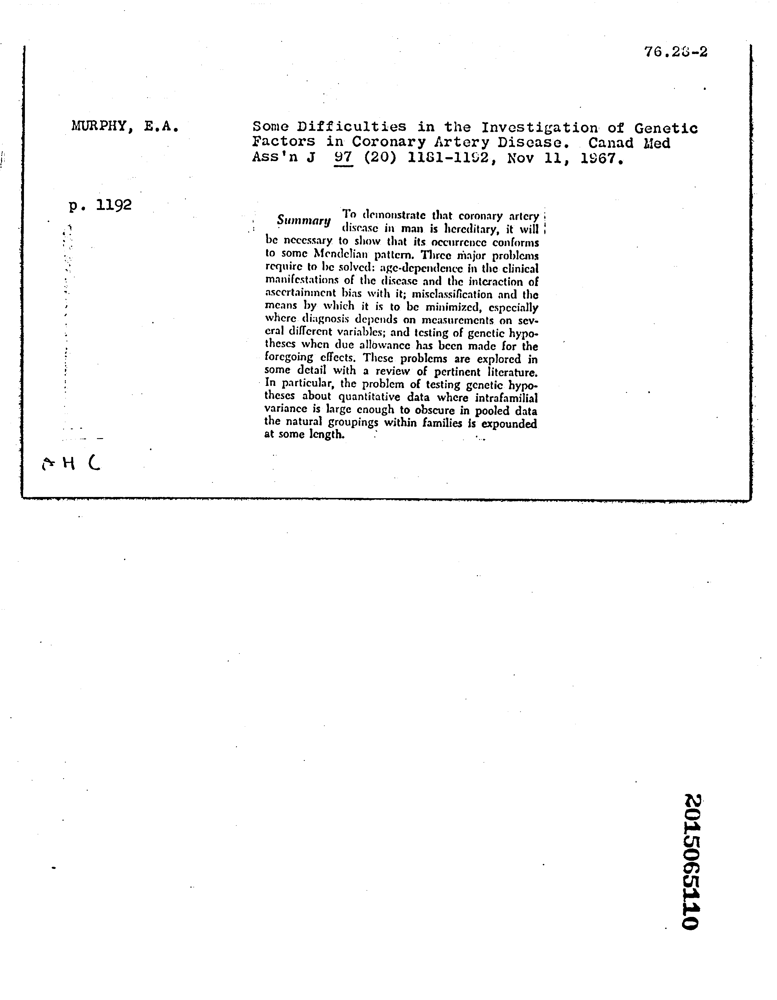 76.28-2
MURPHY, E.A.
Some Difficulties in the Investigation of Genetic
Factors in Coronary Artery Disease. Canad Med
Ass'n J 97 (20) 1181-1192, Nov 11, 1967.
p. 1192
Summary To demonstrate that coronary artery
disease in man is hereditary, it will
be necessary to show that its occurrence conforms
to some Mendelian pattern. Three major problems
require to be solved: age-dependence in the clinical
manifestations of the disease and the interaction of
ascertainment bias with it; misclassification and the
means by which it is to be minimized, especially
where diagnosis depends on measurements on sev-
eral different variables; and testing of genetic hypo-
theses when due allowance has been made for the
foregoing effects. These problems are explored in
some detail with a review of pertinent literature.
In particular, the problem of testing genetic hypo-
theses about quantitative data where intrafamilial
variance is large enough to obscure in pooled data
the natural groupings within families is expounded
at some length.
A H C
2015065110